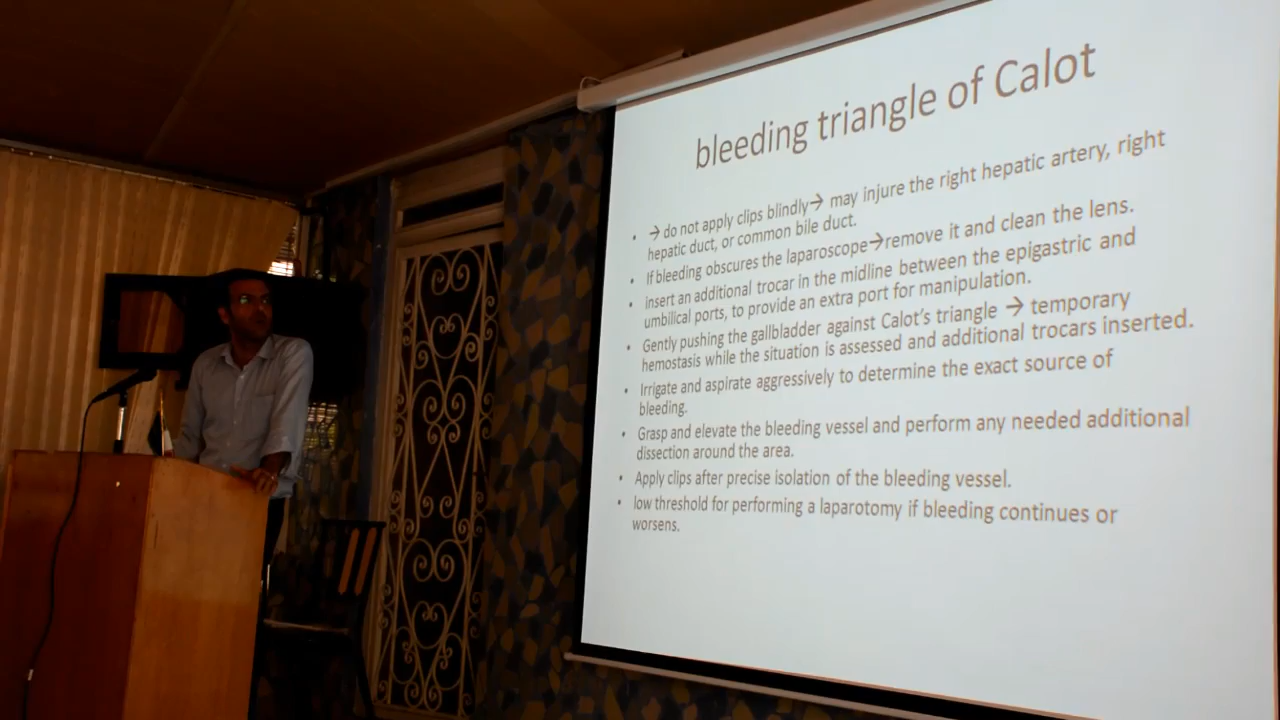 bleeding triangle of Calot
• → do not apply clips blindly→ may injure the right hepatic artery, right
hepatic duct, or common bile duct.
• If bleeding obscures the laparoscope→remove it and clean the lens.
• Insert an additional trocar in the midline between the epigastric and
umbilical ports, to provide an extra port for manipulation.
• Gently pushing the gallbladder against Calot's triangle → temporary
hemostasis while the situation is assessed and additional trocars inserted.
• Irrigate and aspirate aggressively to determine the exact source of
bleeding.
• Grasp and elevate the bleeding vessel and perform any needed additional
dissection around the area.
• Apply clips after precise isolation of the bleeding vessel.
• low threshold for performing a laparotomy if bleeding continues or
worsens.